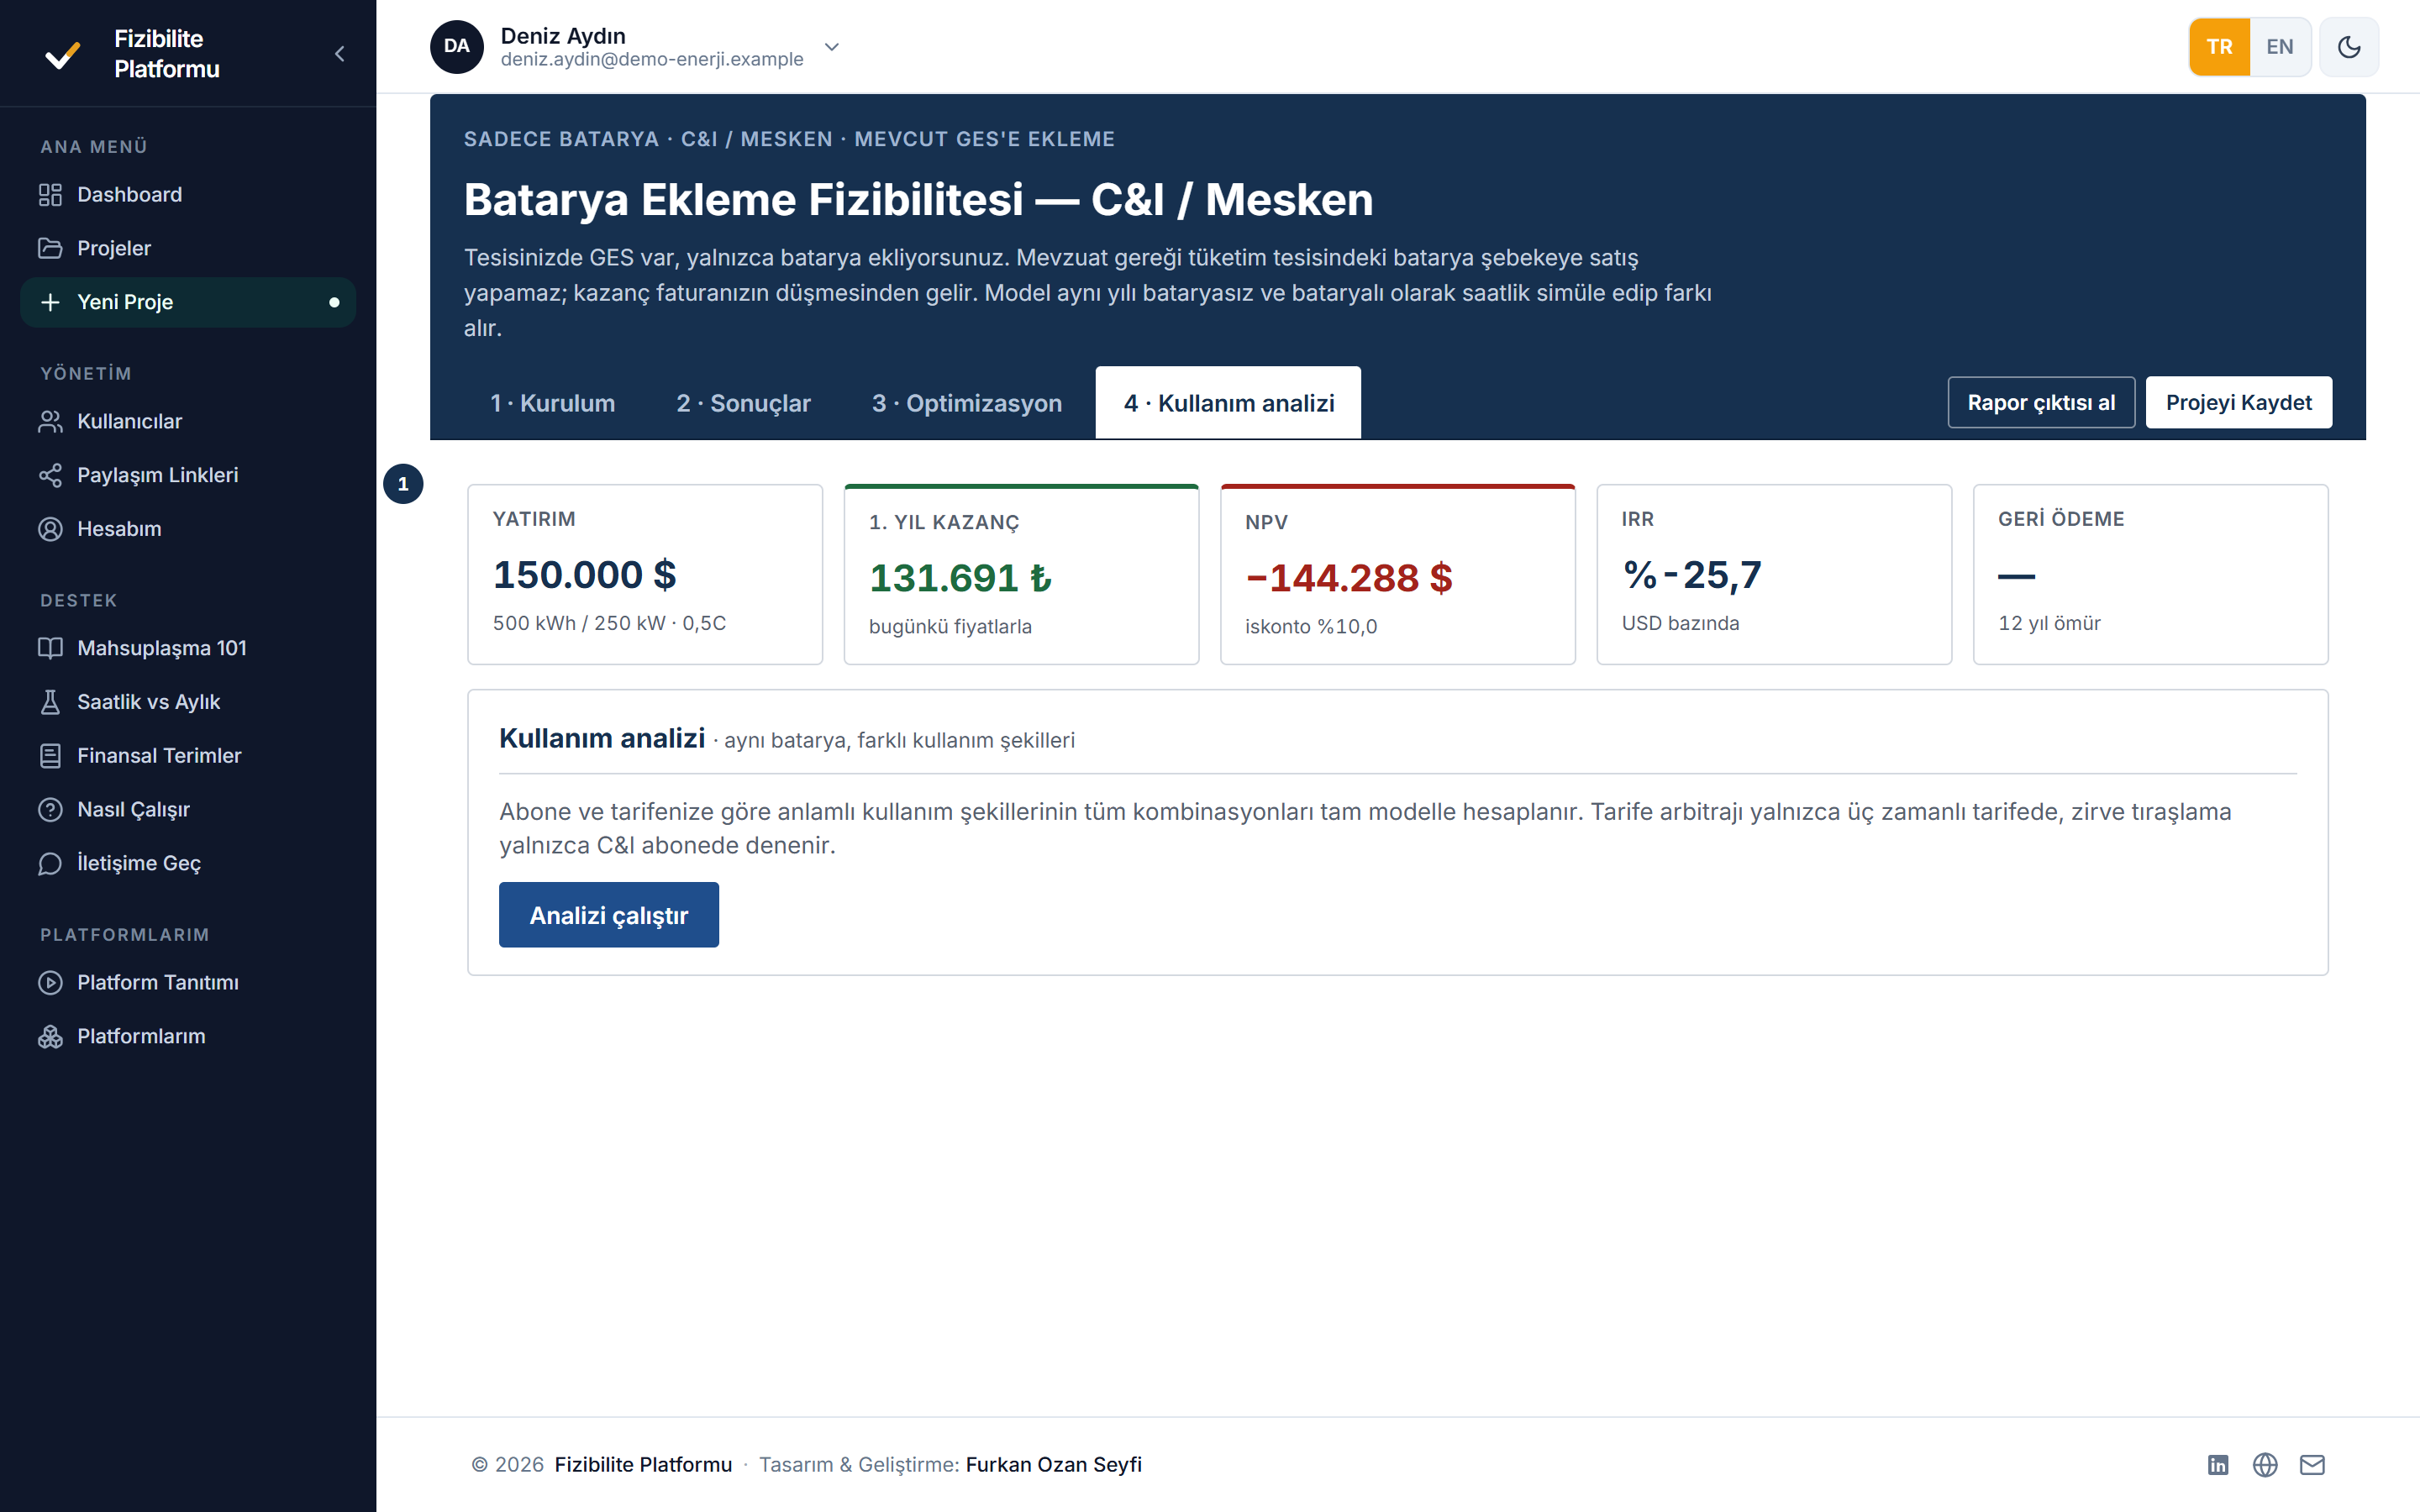 Fizibilite
Platformu
ANA MENÜ
Dashboard
Projeler
Yeni Proje
YÖNETİM
Kullanıcılar
Paylaşım Linkleri
Hesabım
DESTEK
Mahsuplaşma 101
Saatlik vs Aylık
Finansal Terimler
Nasıl Çalışır
İletişime Geç
PLATFORMLARIM
Platform Tanıtımı
Platformlarım
DA
Deniz Aydın
deniz.aydin@demo-enerji.example
TR
EN
SADECE BATARYA · C&I / MESKEN · MEVCUT GES'E EKLEME
Batarya Ekleme Fizibilitesi — C&I / Mesken
Tesisinizde GES var, yalnızca batarya ekliyorsunuz. Mevzuat gereği tüketim tesisindeki batarya şebekeye satış
yapamaz; kazanç faturanızın düşmesinden gelir. Model aynı yılı bataryasız ve bataryalı olarak saatlik simüle edip farkı
alır.
1 · Kurulum
2 · Sonuçlar
3 · Optimizasyon
4 · Kullanım analizi
Rapor çıktısı al
Projeyi Kaydet
1
YATIRIM
150.000 $
500 kWh / 250 kW · 0,5C
1. YIL KAZANÇ
131.691 ₺
bugünkü fiyatlarla
NPV
−144.288 $
iskonto %10,0
IRR
%-25,7
USD bazında
GERİ ÖDEME
—
12 yıl ömür
Kullanım analizi · aynı batarya, farklı kullanım şekilleri
Abone ve tarifenize göre anlamlı kullanım şekillerinin tüm kombinasyonları tam modelle hesaplanır. Tarife arbitrajı yalnızca üç zamanlı tarifede, zirve tıraşlama
yalnızca C&I abonede denenir.
Analizi çalıştır
© 2026 Fizibilite Platformu · Tasarım & Geliştirme: Furkan Ozan Seyfi